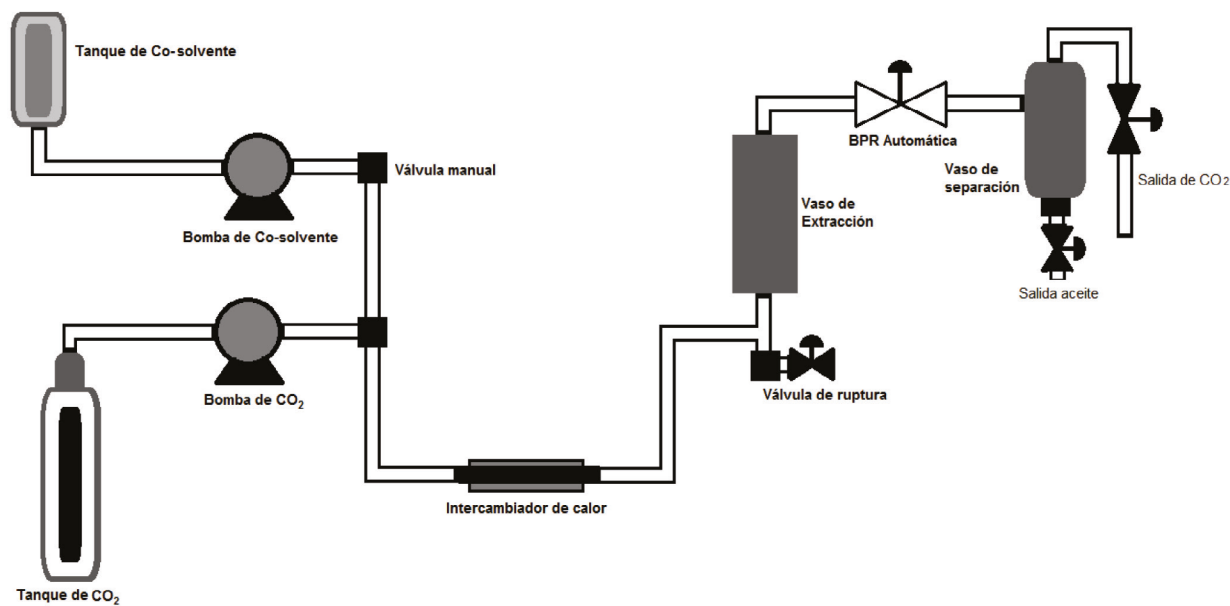 Tanque de Co-solvente
Válvula manual
Bomba de Co-solvente
Bomba de CO₂
Tanque de CO₂
Intercambiador de calor
Vaso de
Extracción
Válvula de ruptura
BPR Automática
Vaso de
separación
Salida de CO₂
Salida aceite